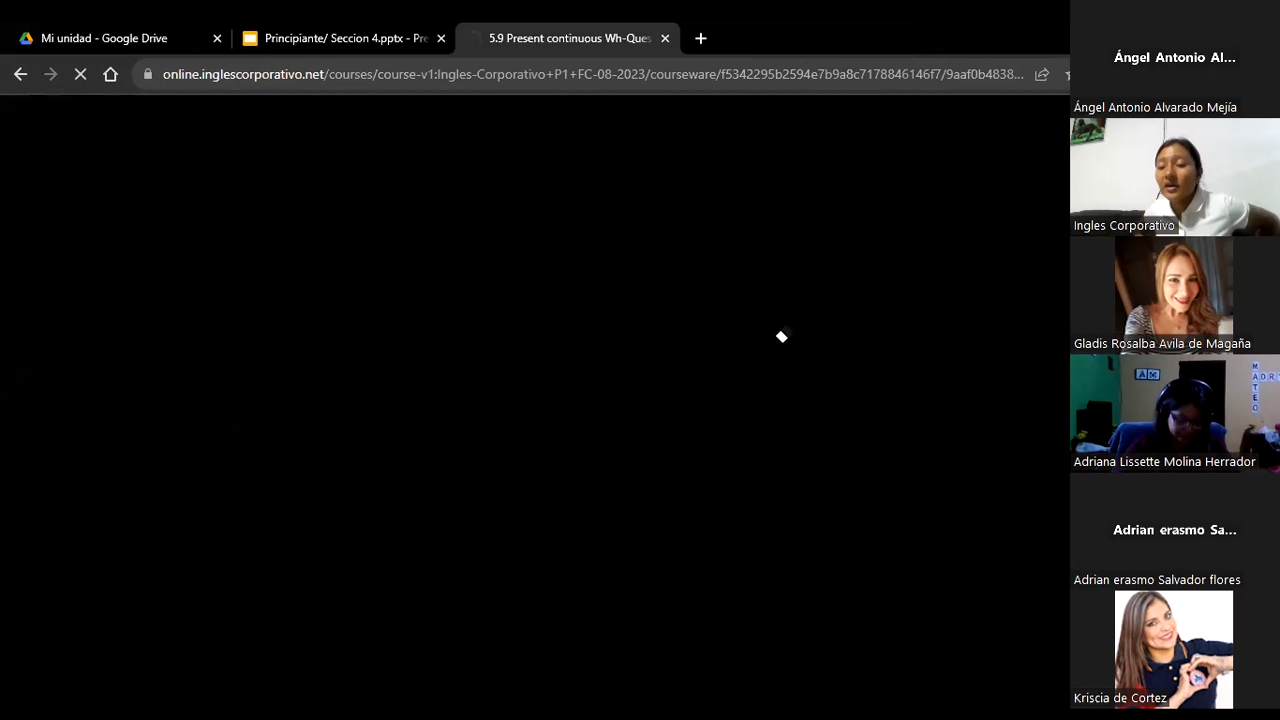 Mi unidad - Google Drive
Principiante/ Seccion 4.pptx - Pre
5.9 Present continuous Wh-Ques
online.inglescorporativo.net/courses/course-v1:Ingles-Corporativo+P1+FC-08-2023/courseware/f5342295b2594e7b9a8c7178846146f7/9aaf0b4838...
Ángel Antonio Al...
Ángel Antonio Alvarado Mejía
Ingles Corporativo
Gladis Rosalba Avila de Magaña
MATEO
ADR
AM
Adriana Lissette Molina Herrador
Adrian erasmo Sa...
Adrian erasmo Salvador flores
Kriscia de Cortez